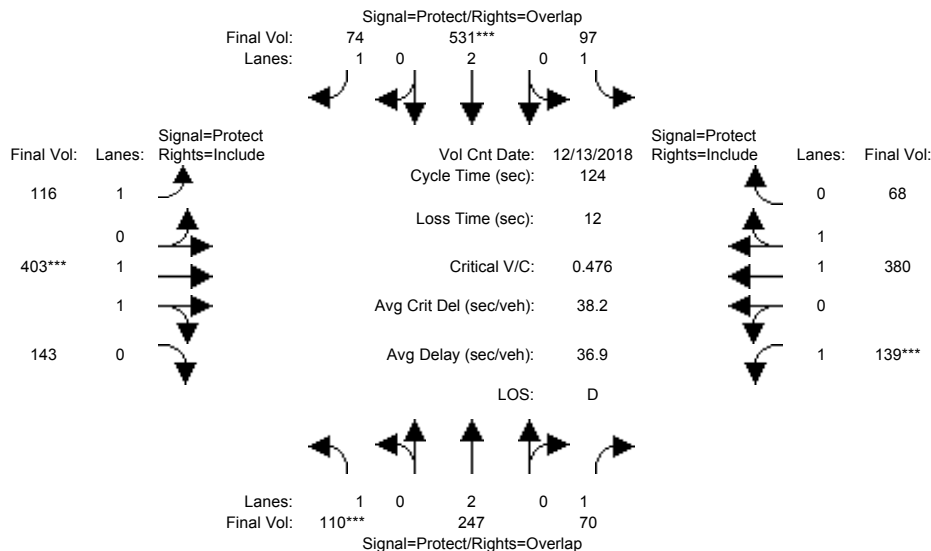 Signal=Protect/Rights=Overlap
Final Vol: 74 531*** 97
Lanes: 1 0 2 0 1
Signal=Protect Signal=Protect
Final Vol: Lanes: Rights=Include Vol Cnt Date: 12/13/2018 Rights=Include Lanes: Final Vol:
Cycle Time (sec): 124
116 1 0 68
Loss Time (sec): 12
0 1
403*** 1 Critical V/C: 0.476 1 380
1 Avg Crit Del (sec/veh): 38.2 0
143 0 Avg Delay (sec/veh): 36.9 1 139***
LOS: D
Lanes: 1 0 2 0 1
Final Vol: 110*** 247 70
Signal=Protect/Rights=Overlap